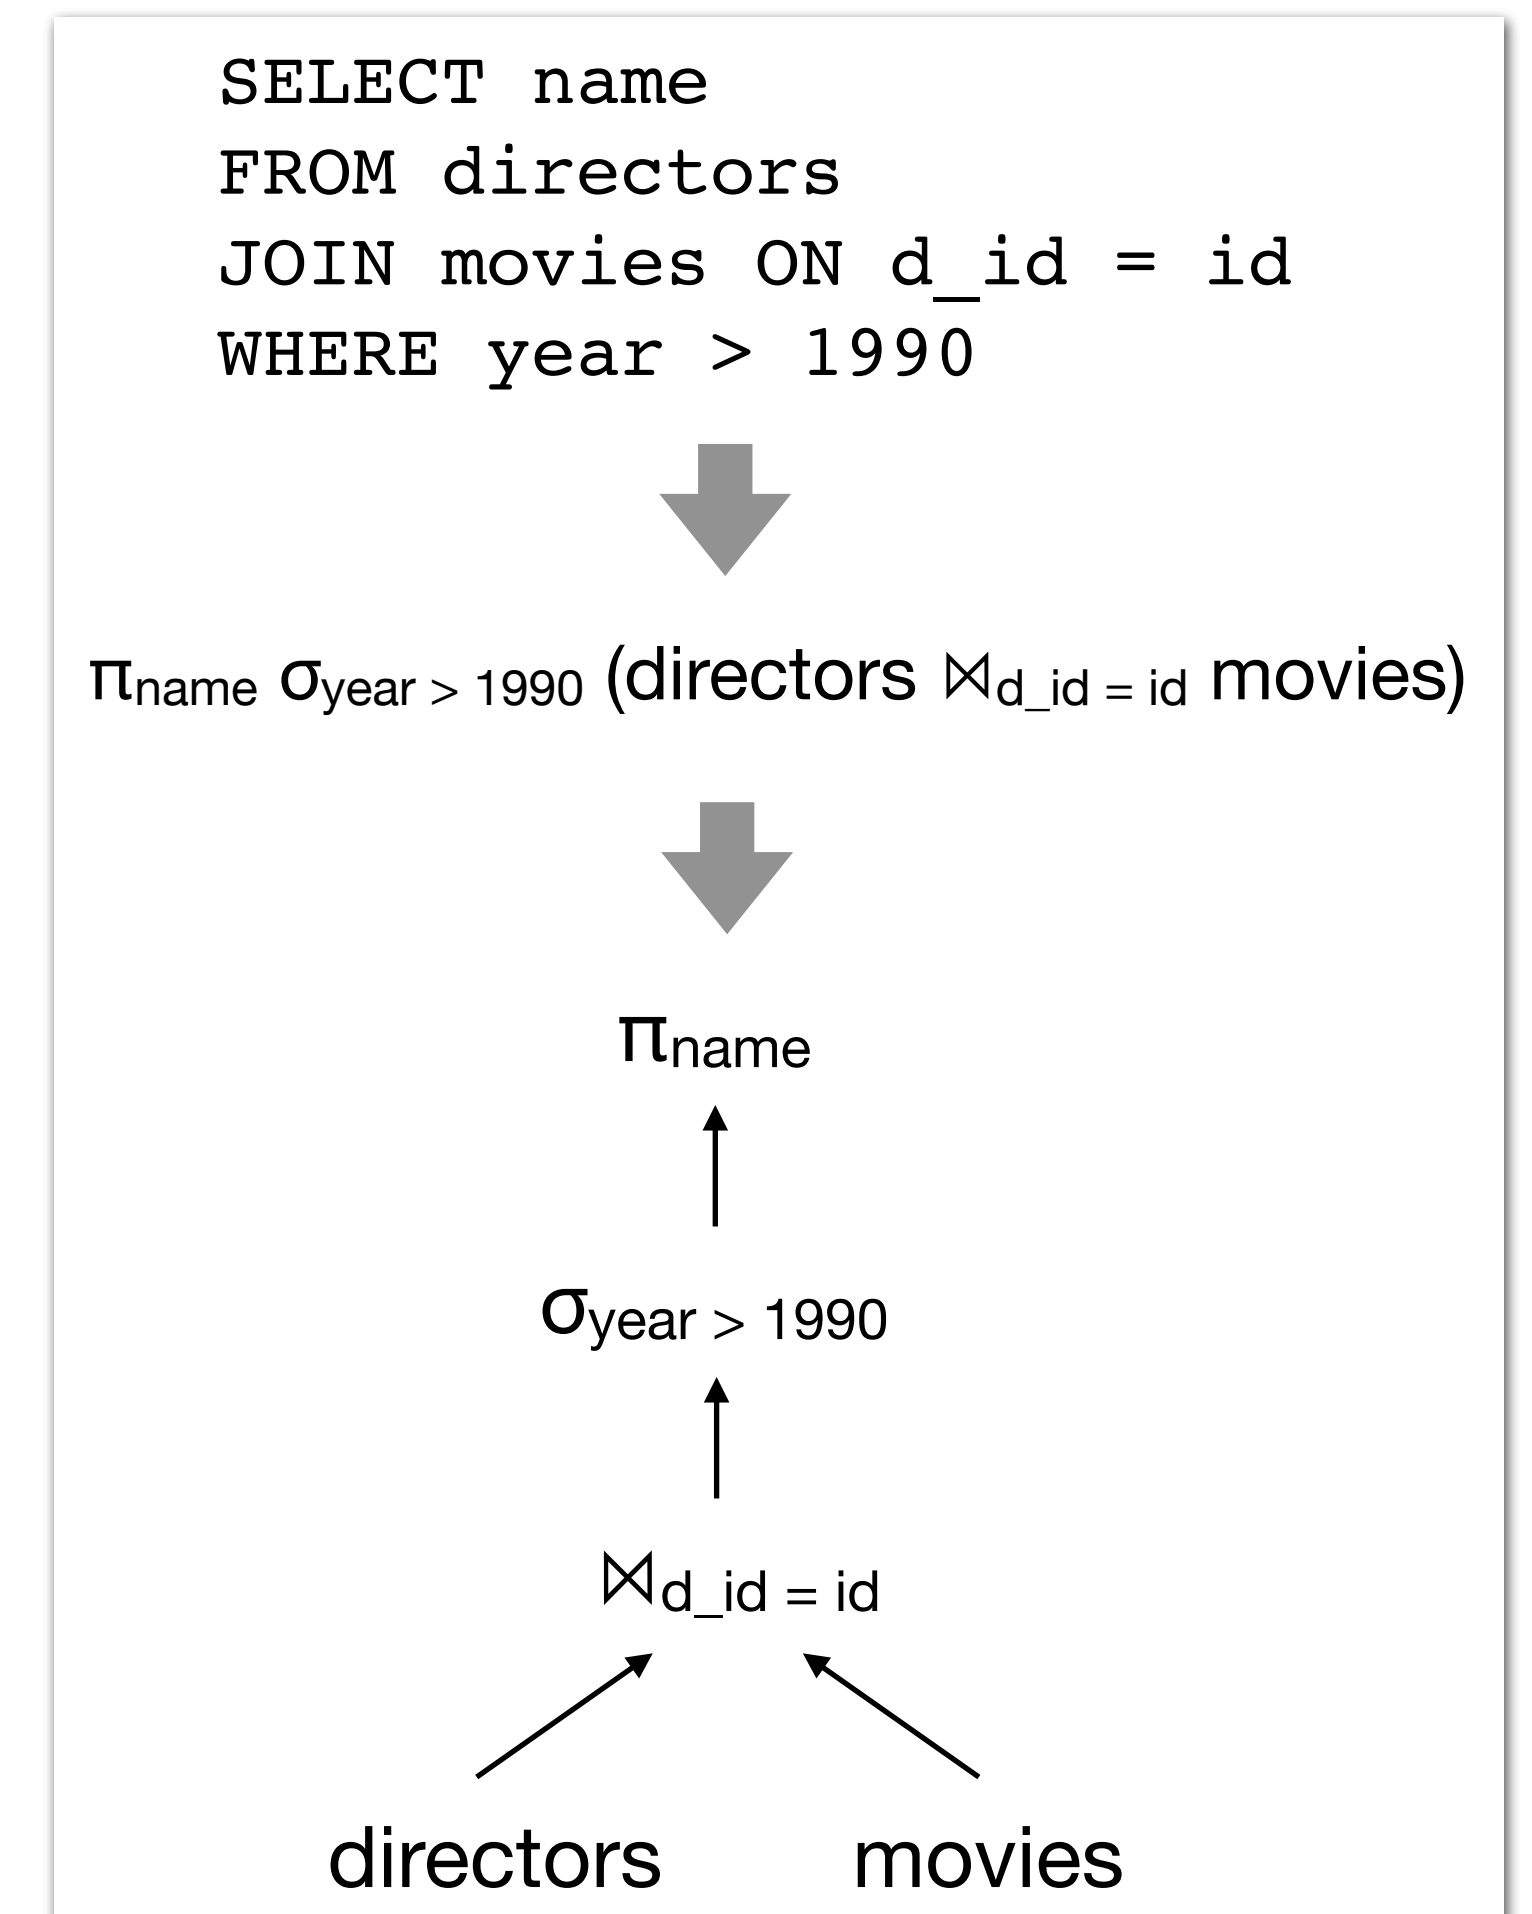 SELECT name
FROM directors
JOIN movies ON d_id = id
WHERE year > 1990
πname σyear > 1990 (directors ⋈d_id = id movies)
πname
σyear > 1990
⋈d_id = id
directors movies